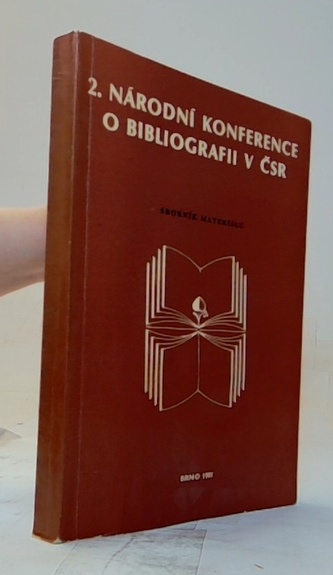 2. NÁRODNÍ KONFERENCE
O BIBLIOGRAFII V ČSR
SBORNÍK MATERIÁLŮ
BRNO 1981